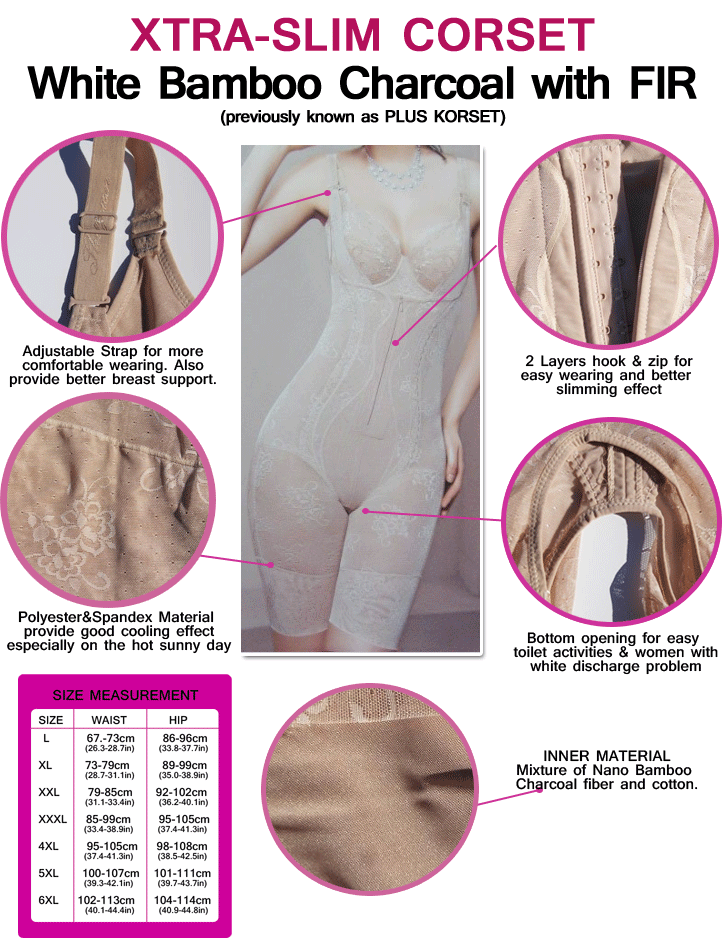 XTRA-SLIM CORSET
White Bamboo Charcoal with FIR
(previously known as PLUS KORSET)
Adjustable Strap for more
comfortable wearing. Also
provide better breast support.
2 Layers hook & zip for
easy wearing and better
slimming effect
Polyester&Spandex Material
provide good cooling effect
especially on the hot sunny day
Bottom opening for easy
toilet activities & women with
white discharge problem
SIZE MEASUREMENT
SIZE WAIST HIP
L 67.-73cm 86-96cm
(26.3-28.7in) (33.8-37.7in)
XL 73-79cm 89-99cm
(28.7-31.1in) (35.0-38.9in)
XXL 79-85cm 92-102cm
(31.1-33.4in) (36.2-40.1in)
XXXL 85-99cm 95-105cm
(33.4-38.9in) (37.4-41.3in)
4XL 95-105cm 98-108cm
(37.4-41.3in) (38.5-42.5in)
5XL 100-107cm 101-111cm
(39.3-42.1in) (39.7-43.7in)
6XL 102-113cm 104-114cm
(40.1-44.4in) (40.9-44.8in)
INNER MATERIAL
Mixture of Nano Bamboo
Charcoal fiber and cotton.